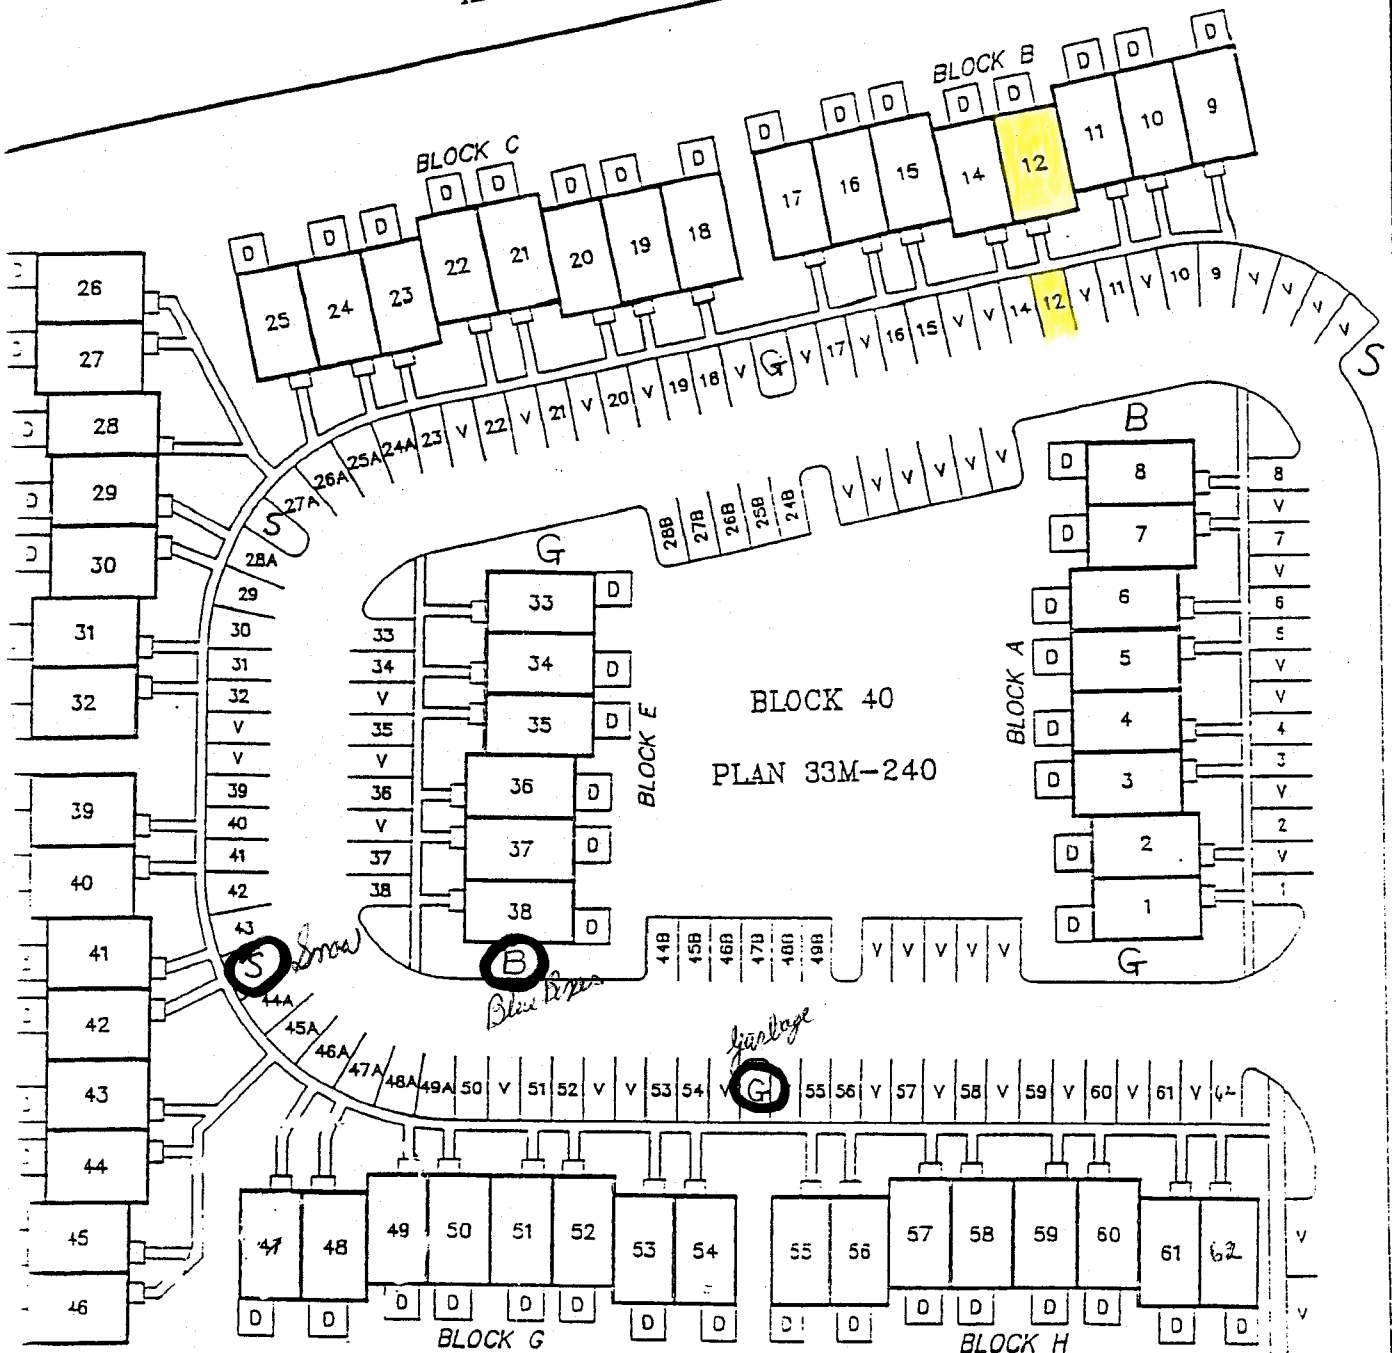 BLOCK B
D D D D D D D D
17 16 15 14 12 11 10 9
BLOCK C
D D D D D D D D
25 24 23 22 21 20 19 18
27A 26A 25A 24A 23 V 22 V 21 V 20 V 19 18 V G V 17 V 16 15 V V 14 12 V 11 V 10 9 V V V V
S
S
26
27
28
29
30
31
32
39
40
41
42
43
44
45
46
D
D
28A
29
30
31
32
V
V
39
40
41
42
43
S Snow
44A
45A
46A
47A
48A 49A 50 V 51 52 V V 53 54 V G 55 56 V 57 V 58 V 59 V 60 V 61 V 62
28B 27B 26B 25B 24B V V V V V V
G
33 D
34 D
35 D
36 D
37 D
38 D
B
Blue Boxes
BLOCK E
33
34
V
35
V
36
V
37
38
BLOCK 40
PLAN 33M-240
B
D 8
D 7
D 6
D 5
D 4
D 3
D 2
D 1
G
BLOCK A
8
V
7
V
6
5
V
V
4
3
V
2
V
1
44B 45B 46B 47B 48B 49B V V V V V
Garbage
47 48 49 50 51 52 53 54
D D D D D D D D
BLOCK G
55 56 57 58 59 60 61 62
D D D D D D D D
BLOCK H
V
V